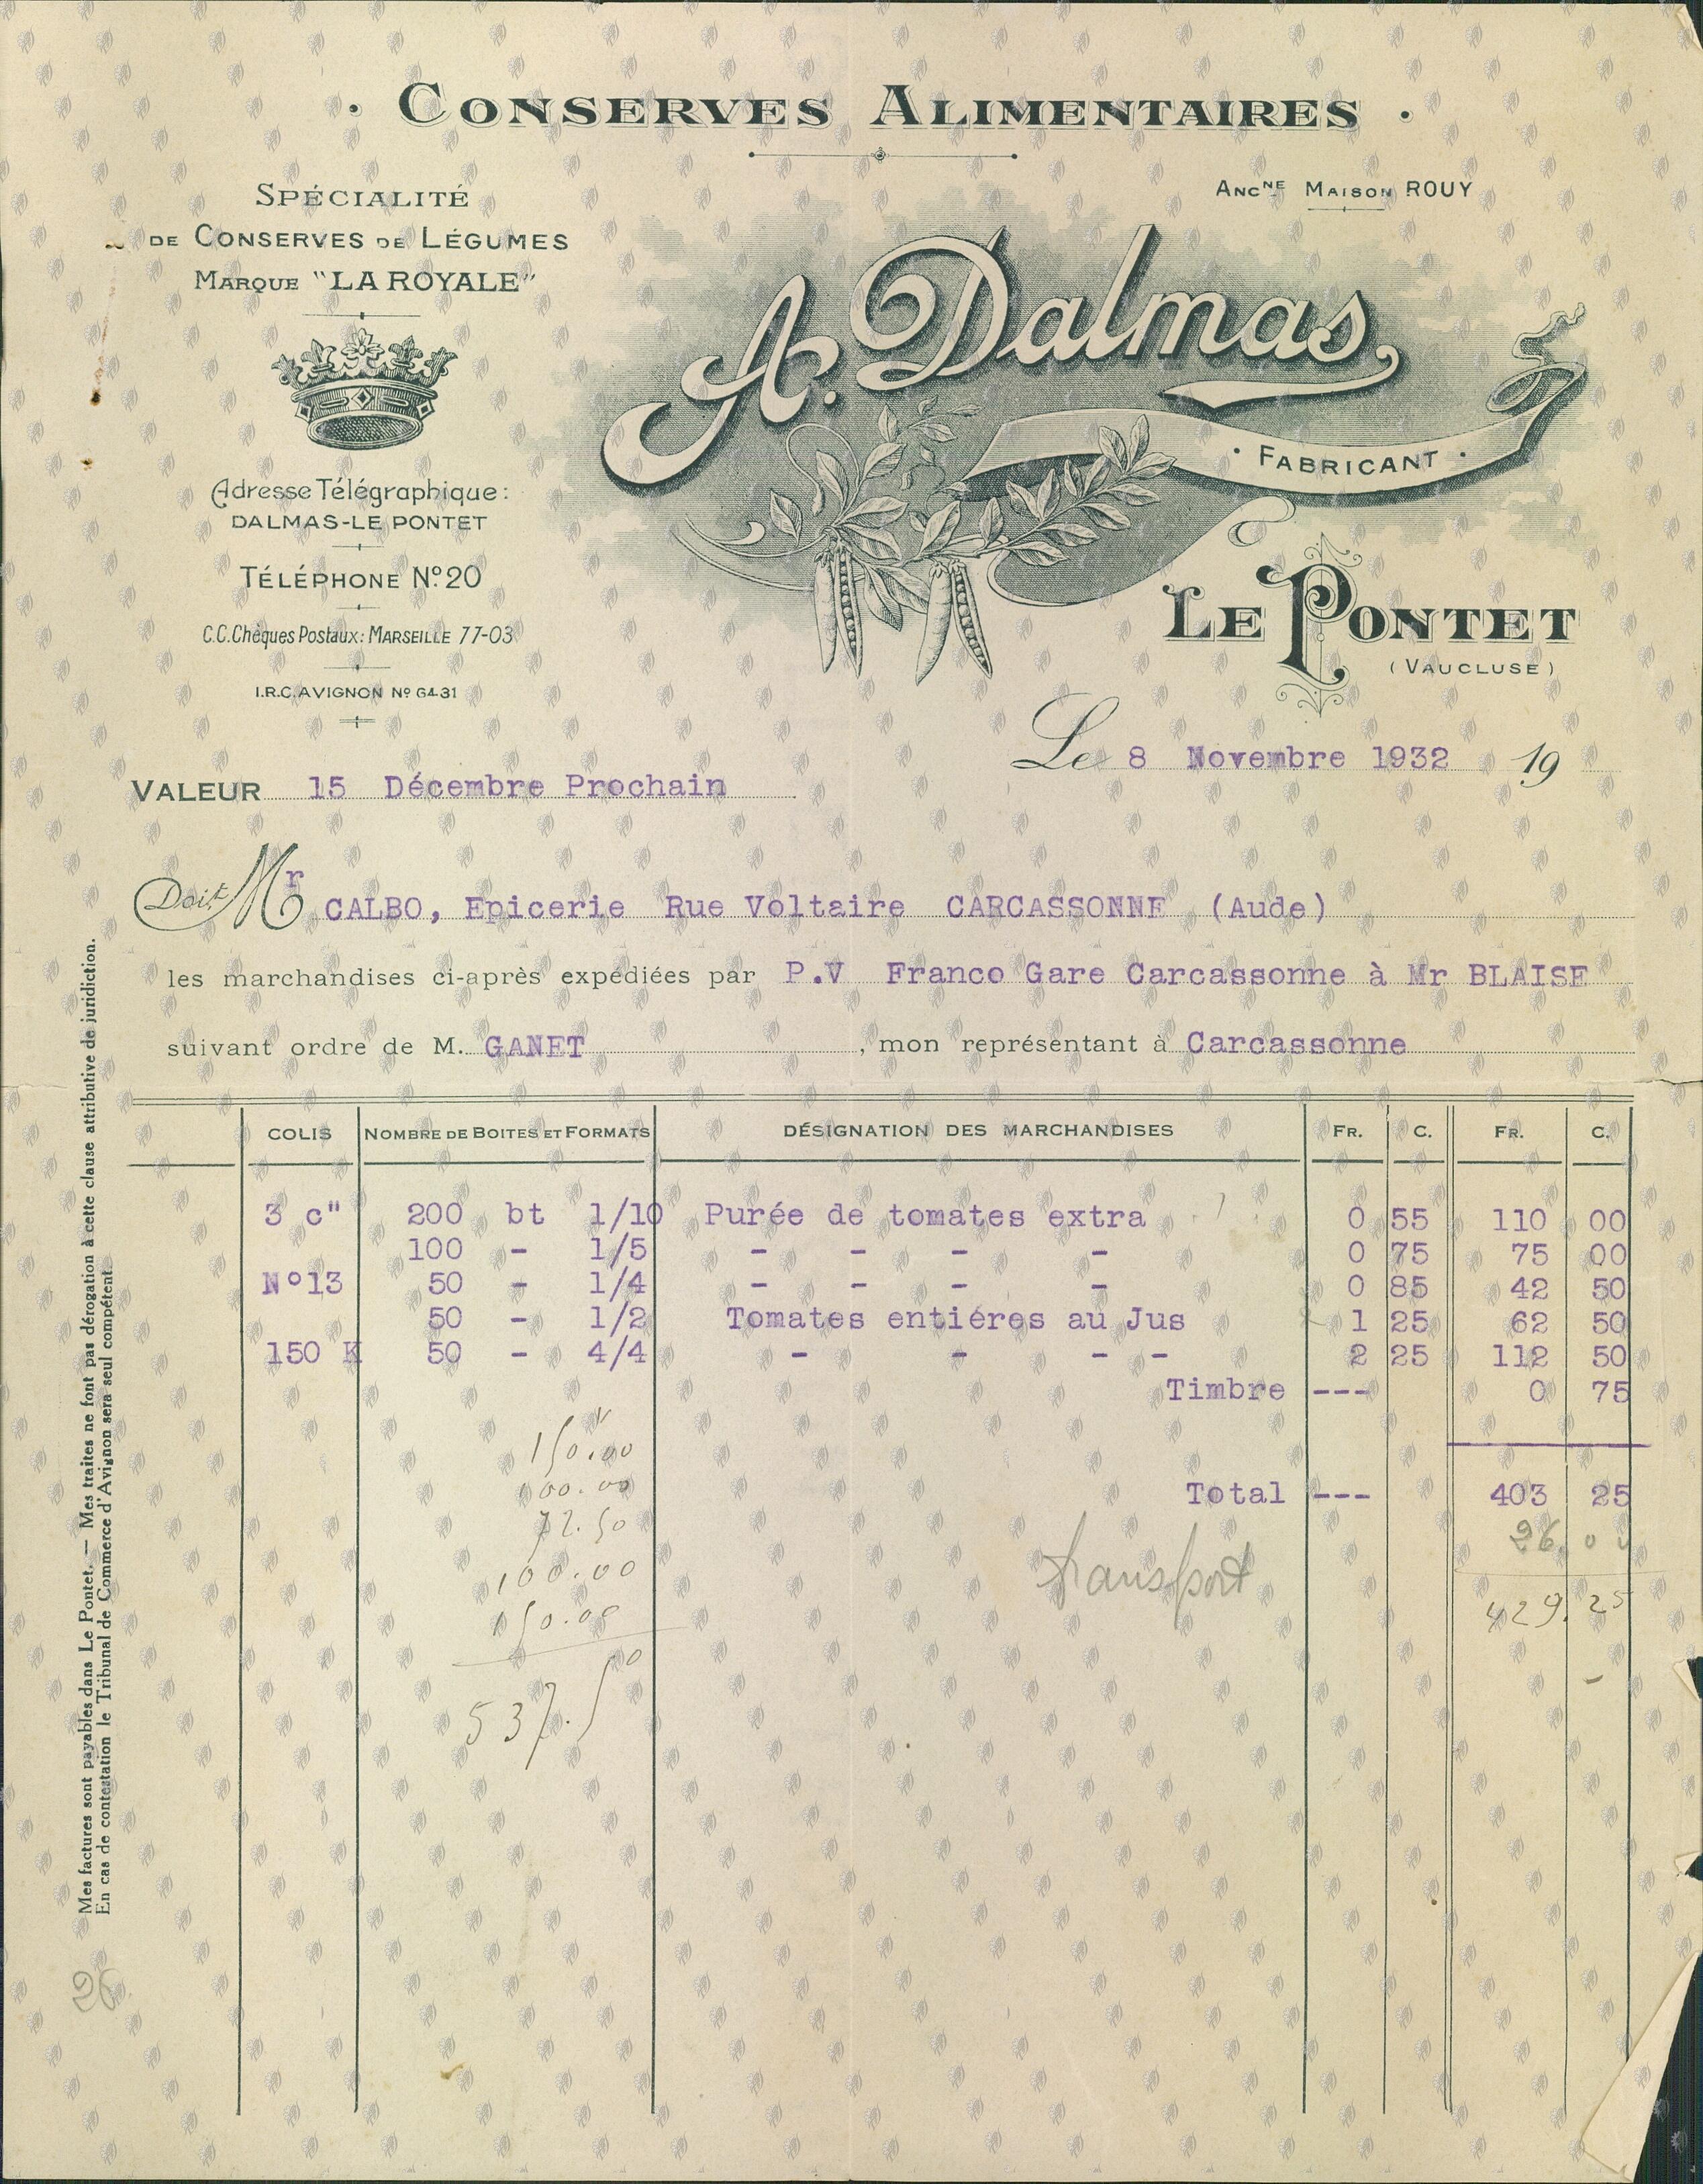 · CONSERVES ALIMENTAIRES ·
SPÉCIALITÉ
DE CONSERVES DE LÉGUMES
MARQUE "LA ROYALE"
Adresse Télégraphique:
DALMAS-LE PONTET
TÉLÉPHONE Nº 20
C.C. Chèques Postaux: MARSEILLE 77-03
I.R.C. AVIGNON Nº 6431
ANCNE MAISON ROUY
A. Dalmas
· FABRICANT ·
LE PONTET
(VAUCLUSE)
Le 8 Novembre 1932 19
VALEUR 15 Décembre Prochain
Doit Mr CALBO, Epicerie Rue Voltaire CARCASSONNE (Aude)
les marchandises ci-après expédiées par P.V Franco Gare Carcassonne à Mr BLAISE
suivant ordre de M. GANET, mon représentant à Carcassonne
COLIS NOMBRE DE BOITES ET FORMATS DÉSIGNATION DES MARCHANDISES FR. C. FR. C.
3 c" 200 bt 1/10 Purée de tomates extra 0 55 110 00
100 - 1/5 - - - - 0 75 75 00
Nº13 50 - 1/4 - - - - 0 85 42 50
50 - 1/2 Tomates entiéres au Jus 1 25 62 50
150 K 50 - 4/4 - - - - 2 25 112 50
Timbre --- 0 75
150.00
100.00
Total --- 403 25
72.50
26.00
100.00
transport
150.00
429.25
537.50
Mes factures sont payables dans Le Pontet. — Mes traites ne font pas dérogation à cette clause attributive de juridiction.
En cas de contestation le Tribunal de Commerce d'Avignon sera seul compétent.
26